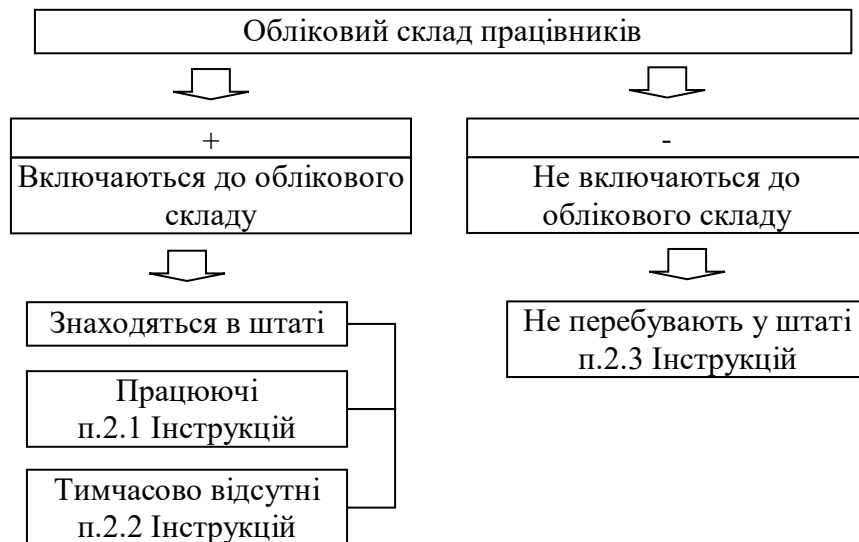 Обліковий склад працівників
+
Включаються до облікового
складу
-
Не включаються до
облікового складу
Знаходяться в штаті
Працюючі
п.2.1 Інструкцій
Тимчасово відсутні
п.2.2 Інструкцій
Не перебувають у штаті
п.2.3 Інструкцій